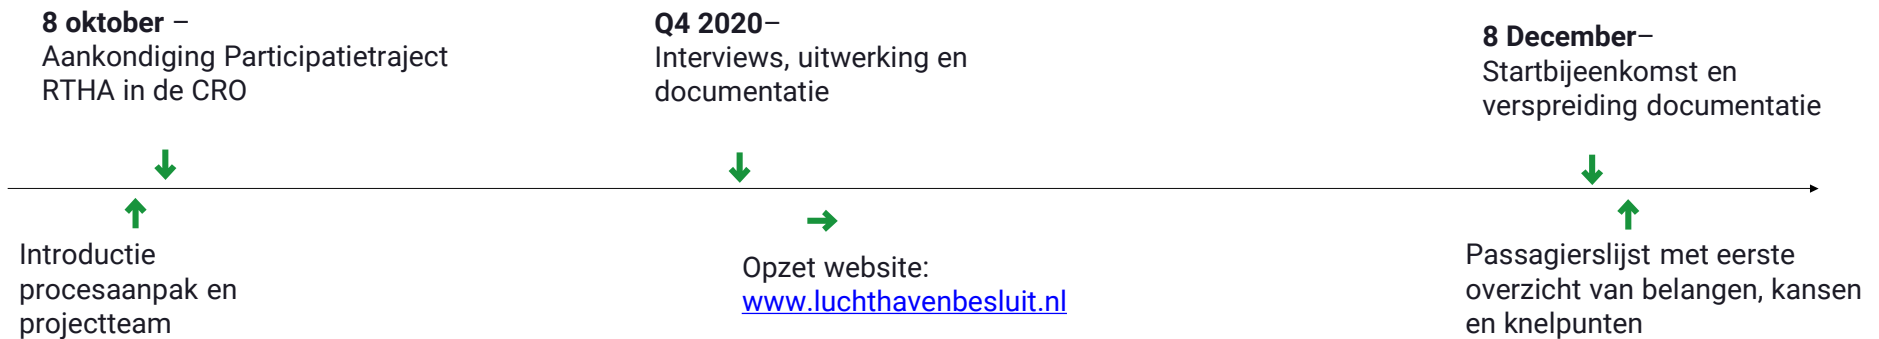 8 oktober –
Aankondiging Participatietraject
RTHA in de CRO
Q4 2020–
Interviews, uitwerking en
documentatie
8 December–
Startbijeenkomst en
verspreiding documentatie
Introductie
procesaanpak en
projectteam
Opzet website:
www.luchthavenbesluit.nl
Passagierslijst met eerste
overzicht van belangen, kansen
en knelpunten